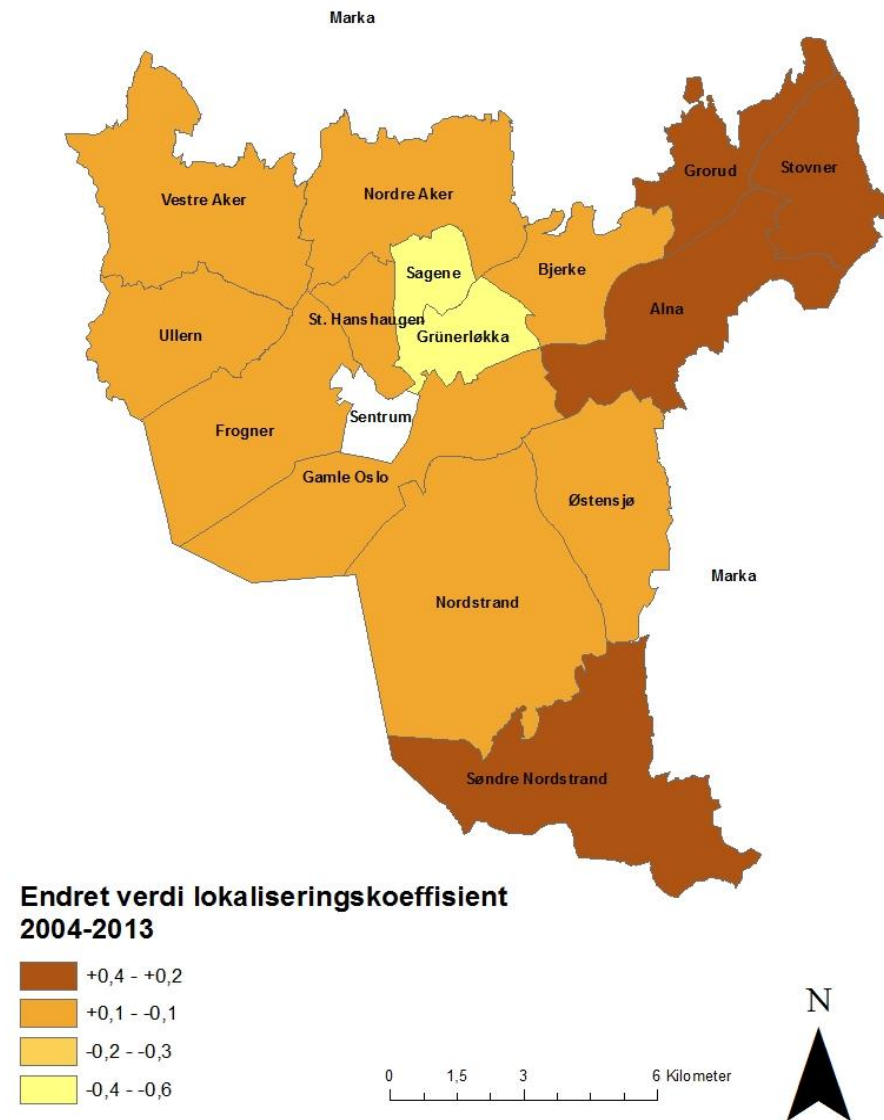 Marka
Grorud
Stovner
Vestre Aker
Nordre Aker
Sagene
Bjerke
Alna
St. Hanshaugen
Ullern
Grünerløkka
Sentrum
Frogner
Gamle Oslo
Østensjø
Marka
Nordstrand
Søndre Nordstrand
Endret verdi lokaliseringskoeffisient
2004-2013
+0,4 - +0,2
+0,1 - -0,1
-0,2 - -0,3
-0,4 - -0,6
0 1,5 3 6 Kilometer
N